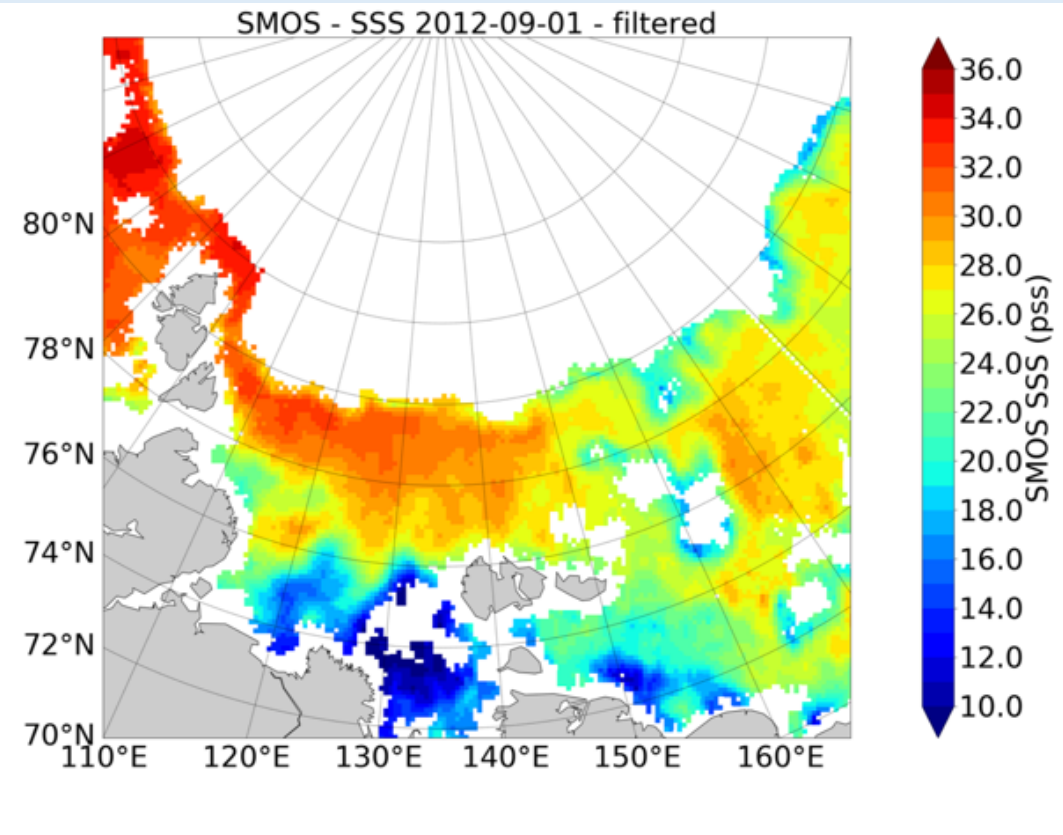 SMOS - SSS 2012-09-01 - filtered
80°N
78°N
76°N
74°N
72°N
70°N
110°E
120°E
130°E
140°E
150°E
160°E
36.0
34.0
32.0
30.0
28.0
26.0
24.0
22.0
20.0
18.0
16.0
14.0
12.0
10.0
SMOS SSS (pss)